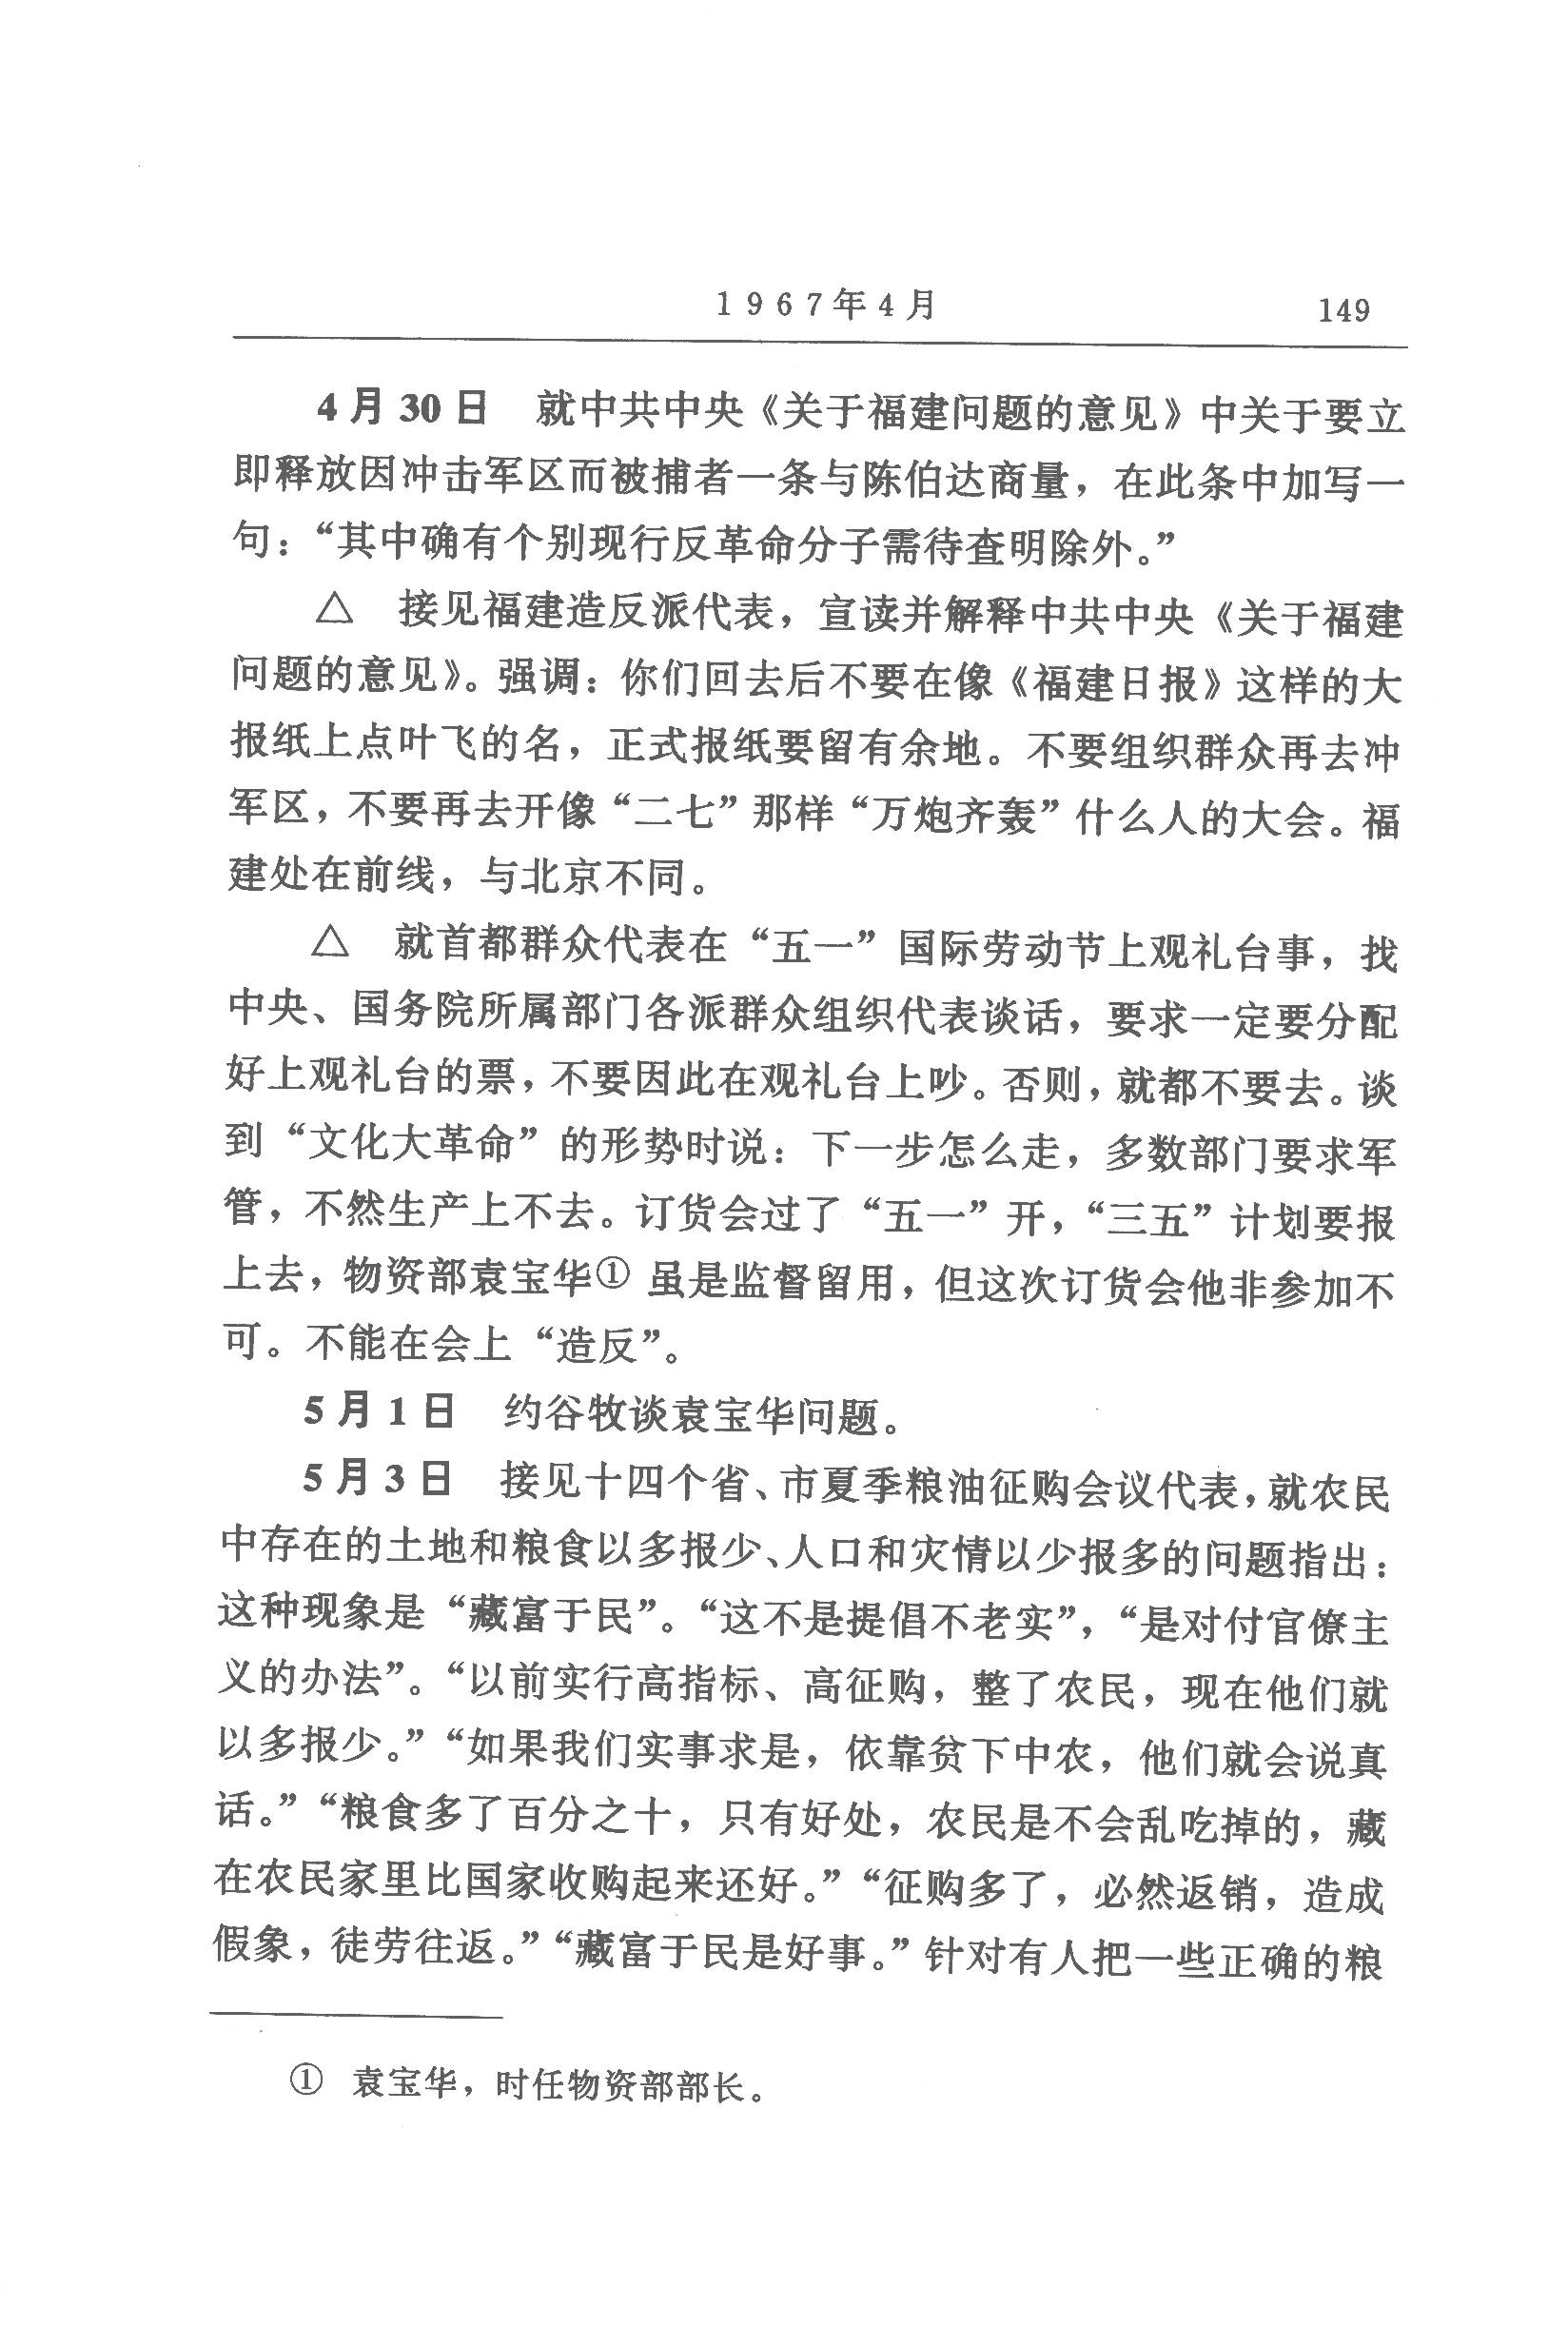 1967年4月
149
4月30日 就中共中央《关于福建问题的意见》中关于要立
即释放因冲击军区而被捕者一条与陈伯达商量，在此条中加写一
句：“其中确有个别现行反革命分子需待查明除外。”
△ 接见福建造反派代表，宣读并解释中共中央《关于福建
问题的意见》。强调：你们回去后不要在像《福建日报》这样的大
报纸上点叶飞的名，正式报纸要留有余地。不要组织群众再去冲
军区，不要再去开像“二七”那样“万炮齐轰”什么人的大会。福
建处在前线，与北京不同。
△ 就首都群众代表在“五一”国际劳动节上观礼台事，找
中央、国务院所属部门各派群众组织代表谈话，要求一定要分配
好上观礼台的票，不要因此在观礼台上吵。否则，就都不要去。谈
到“文化大革命”的形势时说：下一步怎么走，多数部门要求军
管，不然生产上不去。订货会过了“五一”开，“三五”计划要报
上去，物资部袁宝华①虽是监督留用，但这次订货会他非参加不
可。不能在会上“造反”。
5月1日 约谷牧谈袁宝华问题。
5月3日 接见十四个省、市夏季粮油征购会议代表，就农民
中存在的土地和粮食以多报少、人口和灾情以少报多的问题指出：
这种现象是“藏富于民”。“这不是提倡不老实”，“是对付官僚主
义的办法”。“以前实行高指标、高征购，整了农民，现在他们就
以多报少。”“如果我们实事求是，依靠贫下中农，他们就会说真
话。”“粮食多了百分之十，只有好处，农民是不会乱吃掉的，藏
在农民家里比国家收购起来还好。”“征购多了，必然返销，造成
假象，徒劳往返。”“藏富于民是好事。”针对有人把一些正确的粮
① 袁宝华，时任物资部部长。